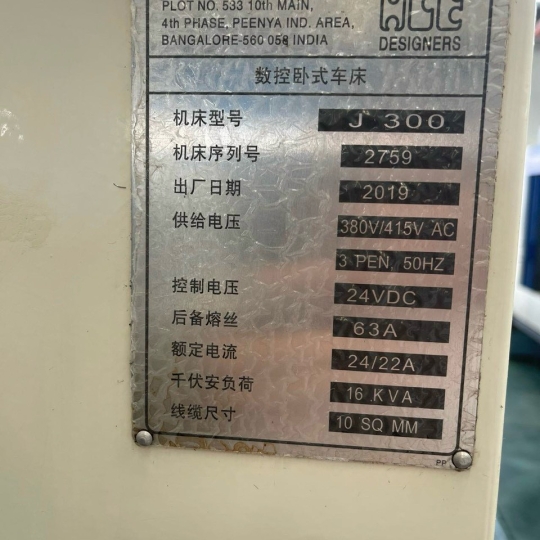 PLOT NO. 533 10th MAIN,
4th PHASE, PEENYA IND. AREA,
BANGALORE-560 058 INDIA
ACE
DESIGNERS
数控卧式车床
机床型号 J 300
机床序列号 2759
出厂日期 2019
供给电压 380V/415V AC
3 PEN, 50HZ
控制电压 24VDC
后备熔丝 63A
额定电流 24/22A
千伏安负荷 16 KVA
线缆尺寸 10 SQ MM
PP